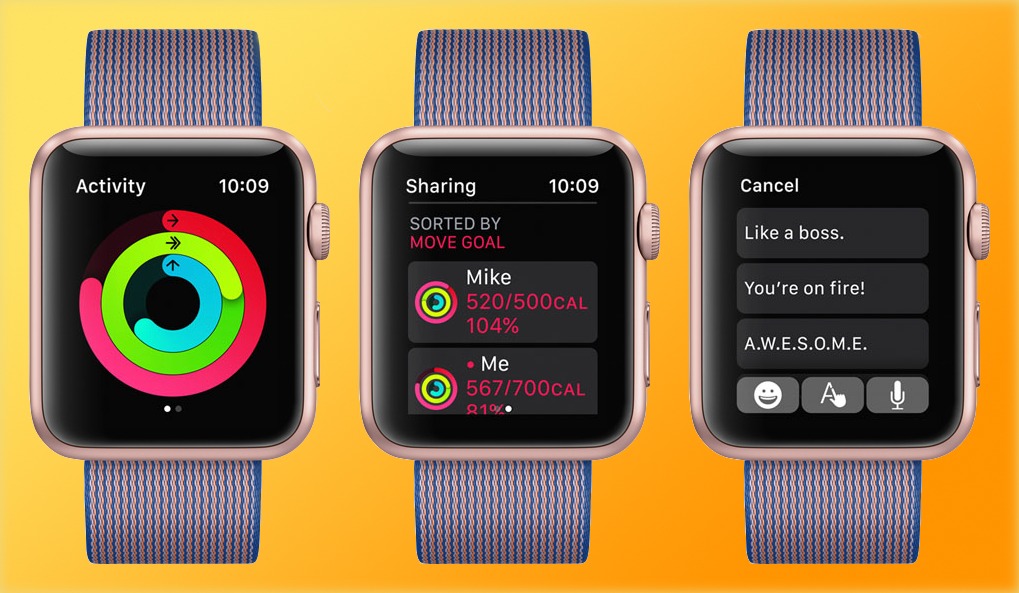 Activity 10:09
Sharing 10:09
SORTED BY
MOVE GOAL
Mike
520/500CAL
104%
• Me
567/700CAL
81%
Cancel
Like a boss.
You're on fire!
A.W.E.S.O.M.E.